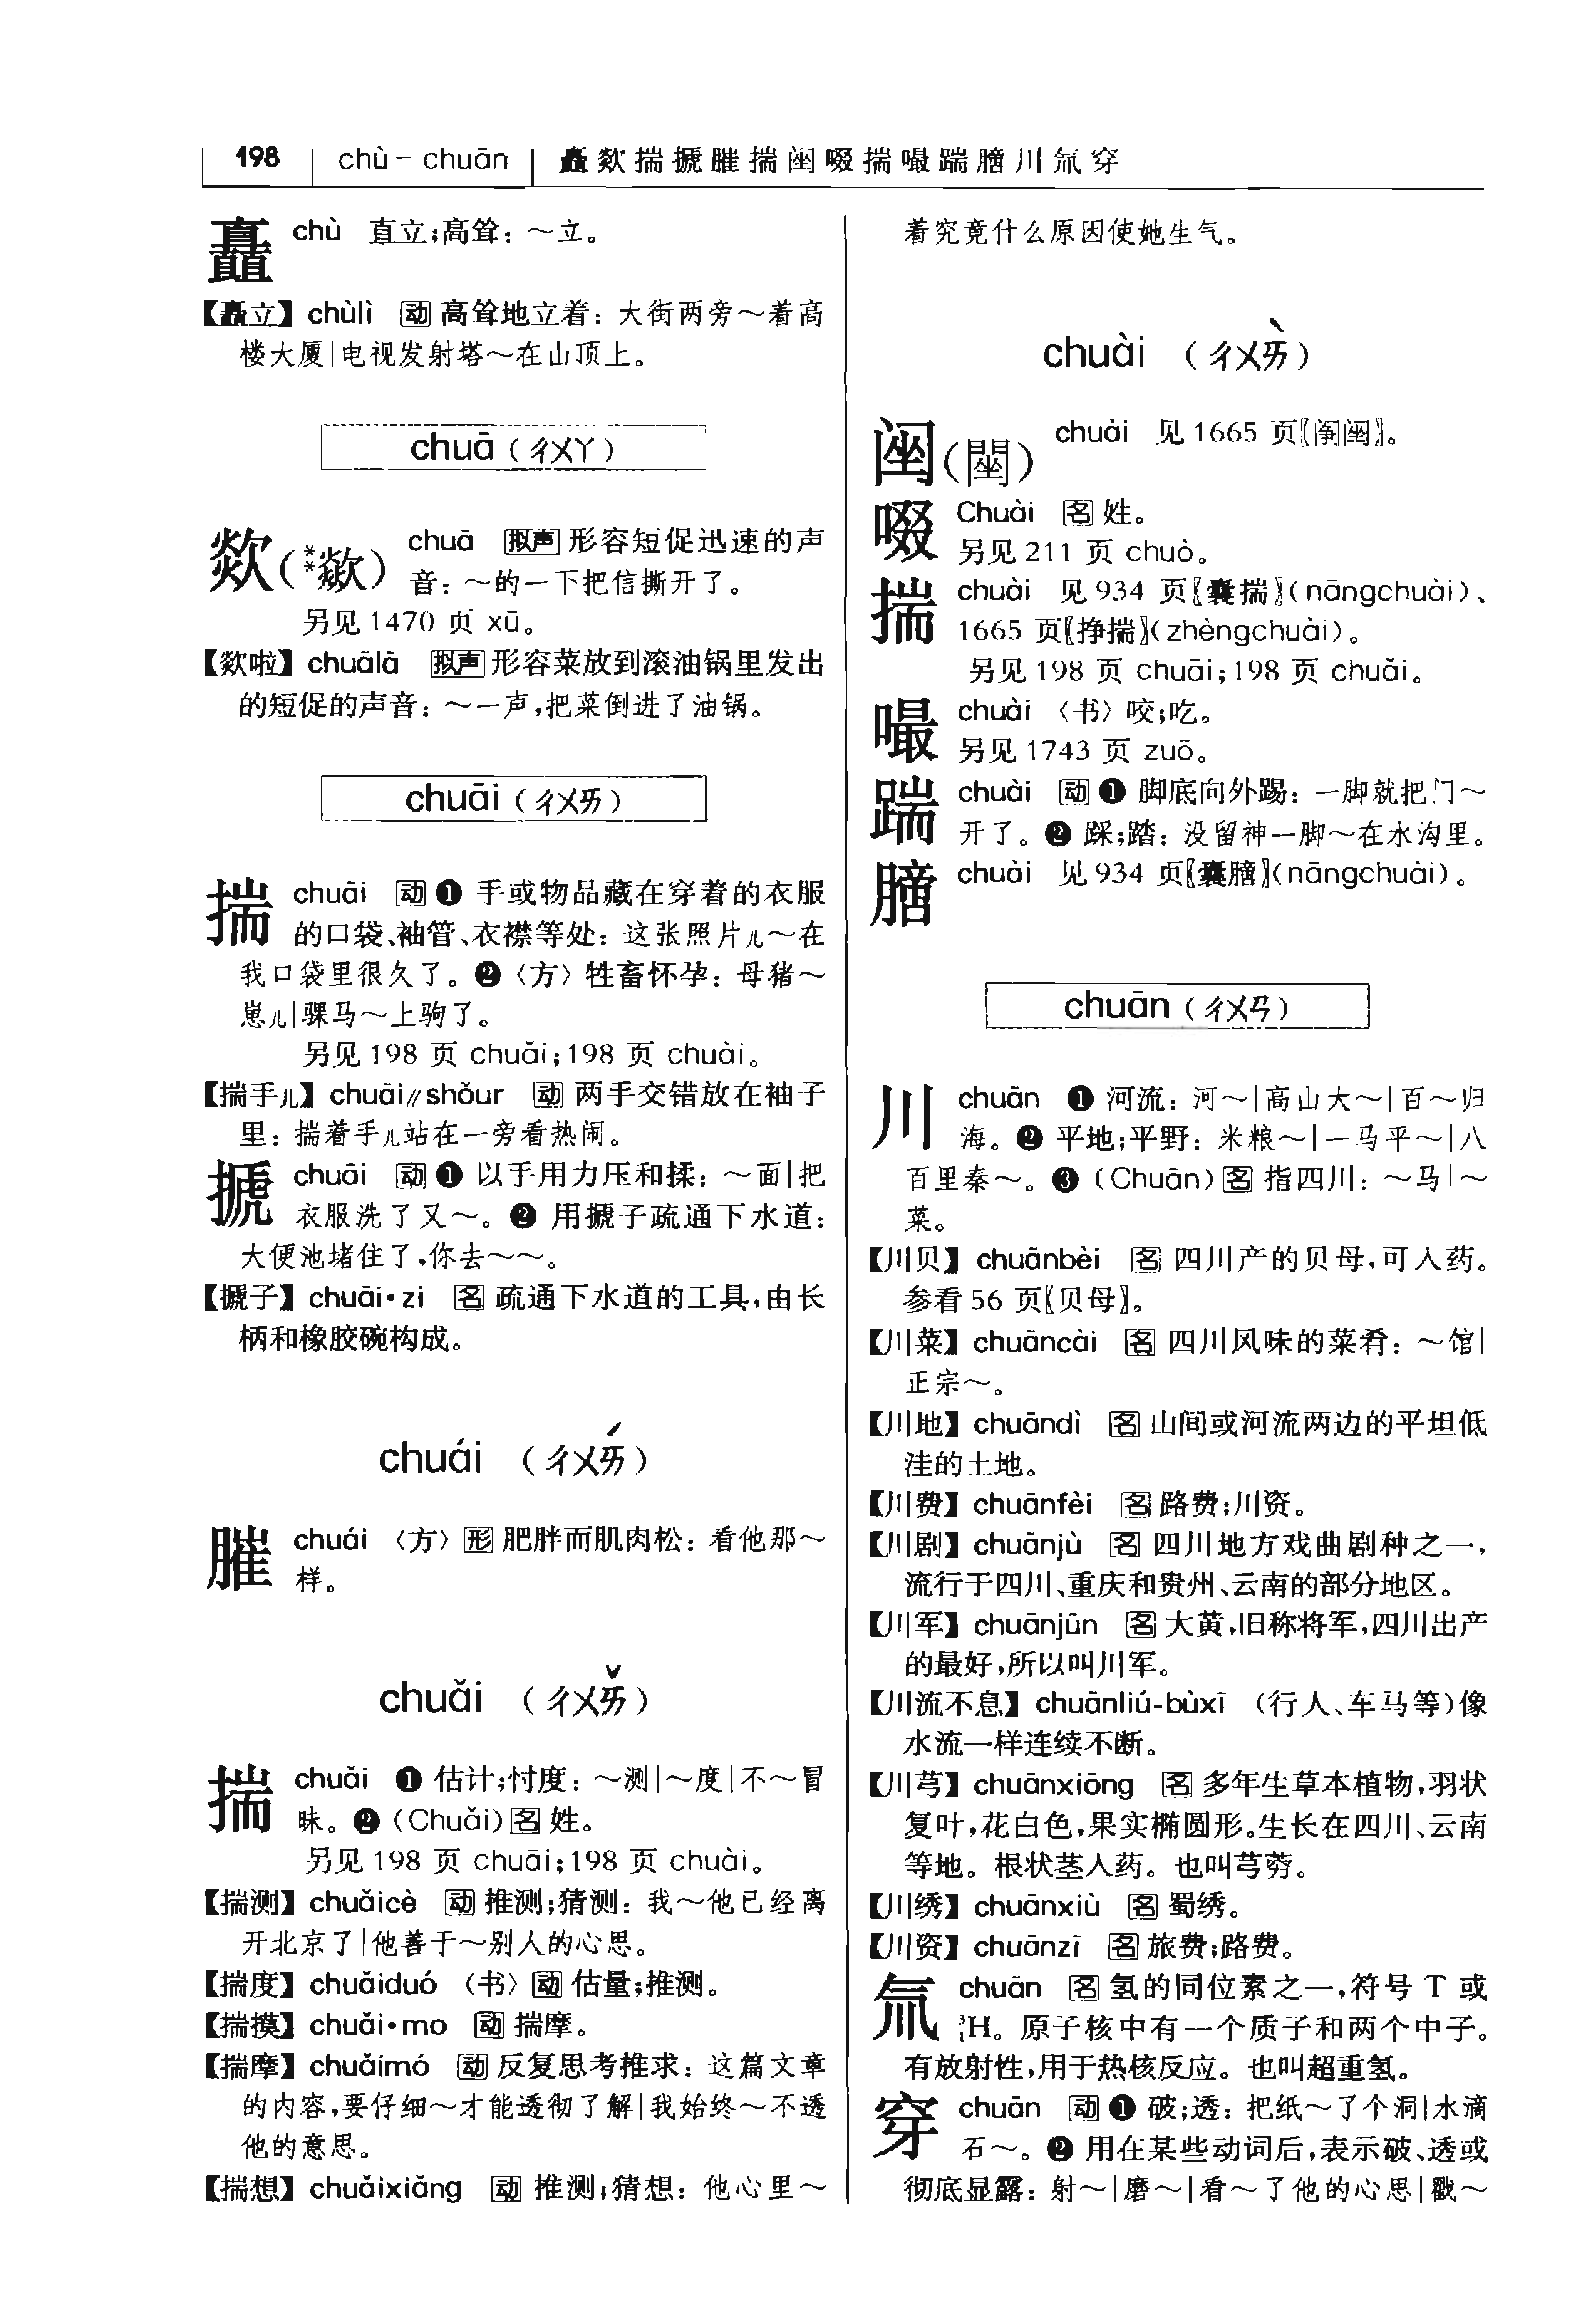 198 chù－chuān 矗欻揣搋膗揣㘚啜揣嘬踹膪川氚穿
矗 chù 直立;高耸：～立。
【矗立】 chùlì 动 高耸地立着：大街两旁～着高
楼大厦|电视发射塔～在山顶上。
chuā（ㄔㄨㄚ）
欻(**歘) chuā 拟声 形容短促迅速的声
音：～的一下把信撕开了。
另见1470 页 xū。
【欻啦】 chuālā 拟声 形容菜放到滚油锅里发出
的短促的声音：～一声,把菜倒进了油锅。
chuāi（ㄔㄨㄞ）
揣 chuāi 动 ❶ 手或物品藏在穿着的衣服
的口袋、袖管、衣襟等处：这张照片儿～在
我口袋里很久了。❷〈方〉牲畜怀孕：母猪～
崽儿|骒马～上驹了。
另见198 页 chuǎi;198 页 chuài。
【揣手儿】 chuāi∥shǒur 动 两手交错放在袖子
里：揣着手儿站在一旁看热闹。
搋 chuāi 动 ❶ 以手用力压和揉：～面|把
衣服洗了又～。❷ 用搋子疏通下水道：
大便池堵住了,你去～～。
【搋子】 chuāi•zi 名 疏通下水道的工具,由长
柄和橡胶碗构成。
chuái （ㄔㄨㄞˊ）
膗 chuái 〈方〉形 肥胖而肌肉松：看他那～
样。
chuǎi （ㄔㄨㄞˇ）
揣 chuǎi ❶ 估计;忖度：～测|～度|不～冒
昧。❷ (Chuǎi)名 姓。
另见198 页 chuāi;198 页 chuài。
【揣测】 chuǎicè 动 推测;猜测：我～他已经离
开北京了|他善于～别人的心思。
【揣度】 chuǎiduó 〈书〉动 估量;推测。
【揣摸】 chuǎi•mo 动 揣摩。
【揣摩】 chuǎimó 动 反复思考推求：这篇文章
的内容,要仔细～才能透彻了解|我始终～不透
他的意思。
【揣想】 chuǎixiǎng 动 推测;猜想：他心里～
着究竟什么原因使她生气。
chuài （ㄔㄨㄞˋ）
㘚(閸) chuài 见1665 页〖𫔭㘚〗。
啜 Chuài 名 姓。
另见211 页 chuò。
揣 chuài 见934 页〖囊揣〗(nāngchuài)、
1665 页〖挣揣〗(zhèngchuài)。
另见198 页 chuāi;198 页 chuǎi。
嘬 chuài 〈书〉咬;吃。
另见1743 页 zuō。
踹 chuài 动 ❶ 脚底向外踢：一脚就把门～
开了。❷ 踩;踏：没留神一脚～在水沟里。
膪 chuài 见934 页〖囊膪〗(nāngchuài)。
chuān（ㄔㄨㄢ）
川 chuān ❶ 河流：河～|高山大～|百～归
海。❷ 平地;平野：米粮～|一马平～|八
百里秦～。❸ (Chuān)名 指四川：～马|～
菜。
【川贝】 chuānbèi 名 四川产的贝母,可入药。
参看56 页〖贝母〗。
【川菜】 chuāncài 名 四川风味的菜肴：～馆|
正宗～。
【川地】 chuāndì 名 山间或河流两边的平坦低
洼的土地。
【川费】 chuānfèi 名 路费;川资。
【川剧】 chuānjù 名 四川地方戏曲剧种之一,
流行于四川、重庆和贵州、云南的部分地区。
【川军】 chuānjūn 名 大黄,旧称将军,四川出产
的最好,所以叫川军。
【川流不息】 chuānliú-bùxī （行人、车马等)像
水流一样连续不断。
【川芎】 chuānxiōng 名 多年生草本植物,羽状
复叶,花白色,果实椭圆形。生长在四川、云南
等地。根状茎入药。也叫芎䓖。
【川绣】 chuānxiù 名 蜀绣。
【川资】 chuānzī 名 旅费;路费。
氚 chuān 名 氢的同位素之一,符号 T 或
³₁H。原子核中有一个质子和两个中子。
有放射性,用于热核反应。也叫超重氢。
穿 chuān 动 ❶ 破;透：把纸～了个洞|水滴
石～。❷ 用在某些动词后,表示破、透或
彻底显露：射～|磨～|看～了他的心思|戳～